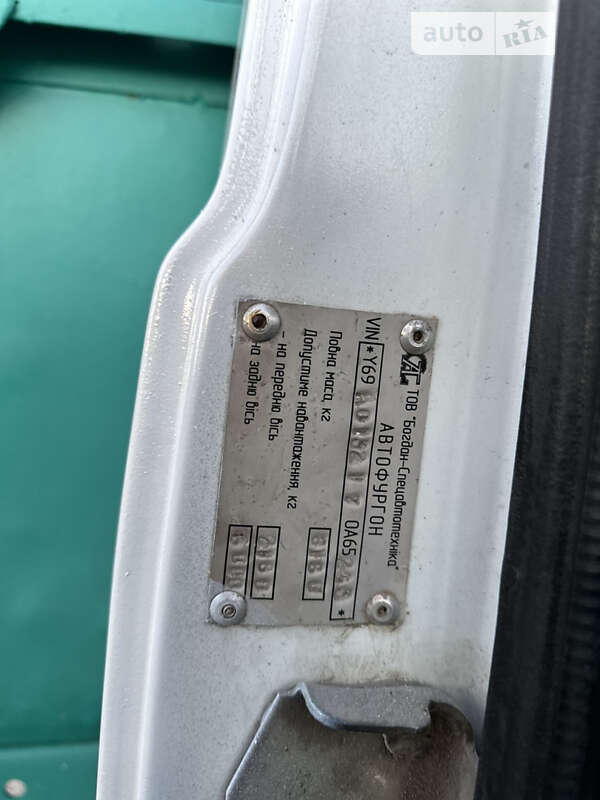 auto RIA
ТОВ "Богдан-Спецавтотехніка"
АВТОФУРГОН
VIN *Y69 0A65 *
Повна маса, кг
Допустиме навантаження, кг
- на передню вісь
на задню вісь